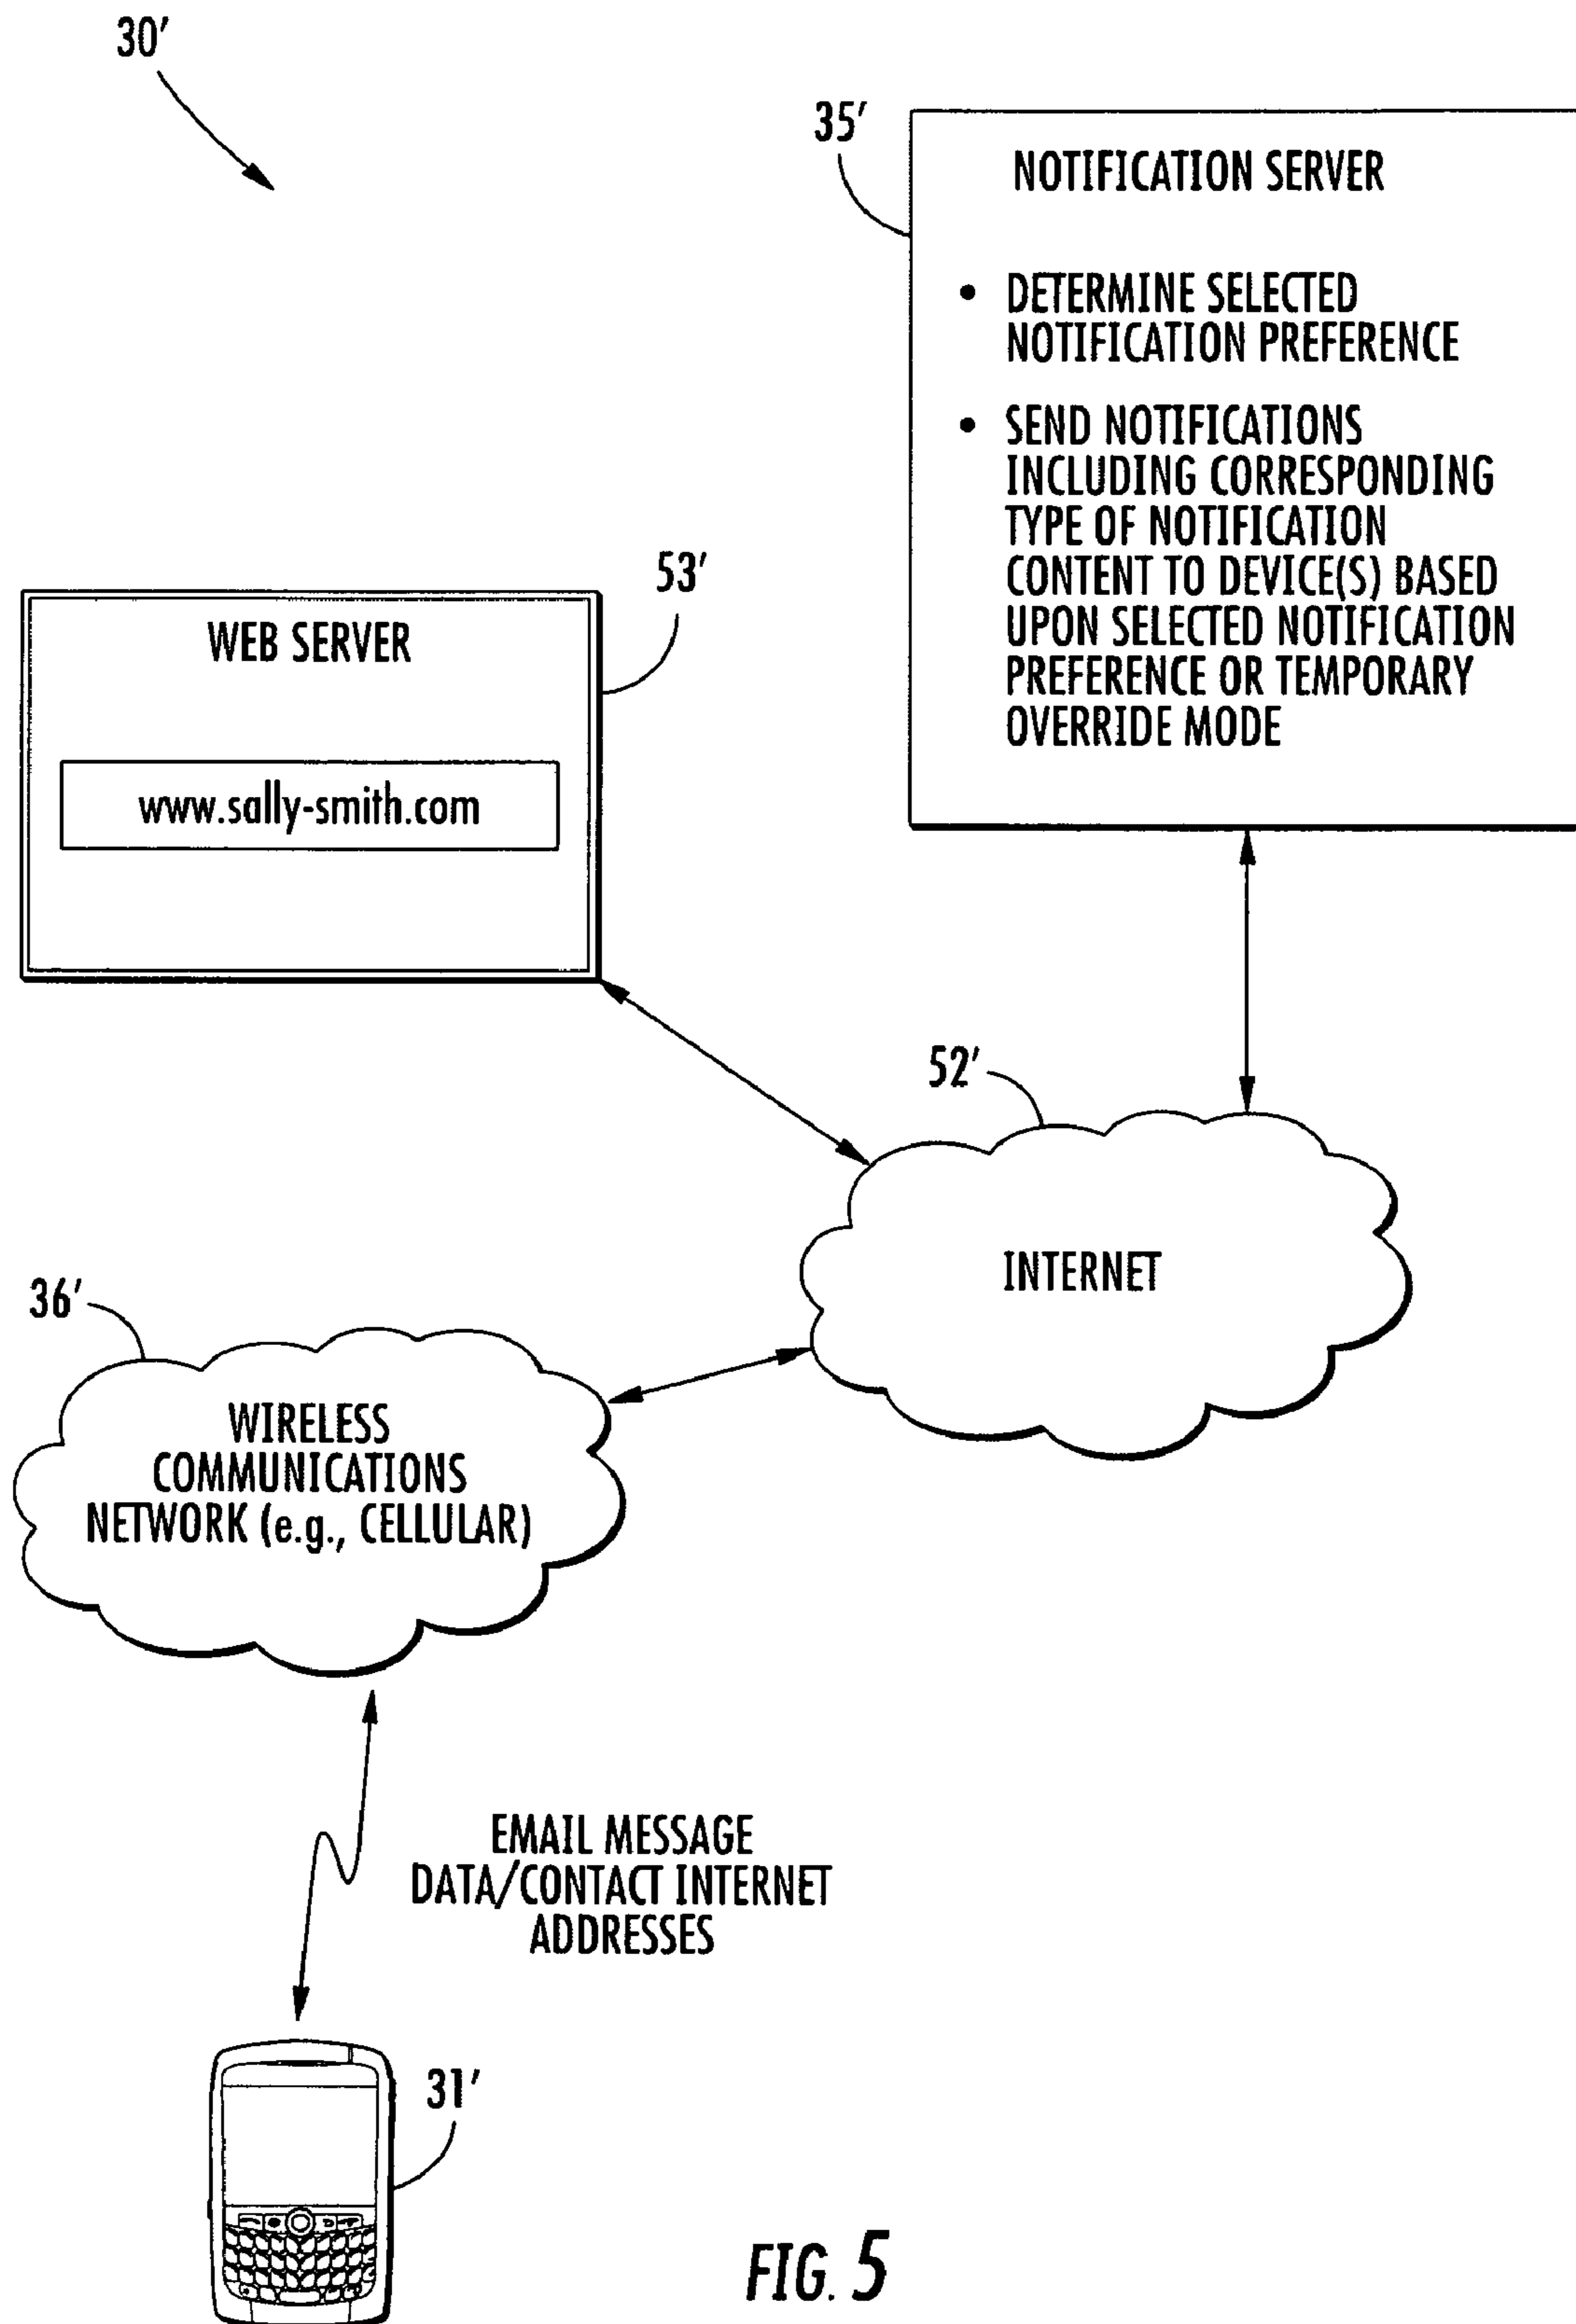 30'
35'
NOTIFICATION SERVER
• DETERMINE SELECTED
NOTIFICATION PREFERENCE
• SEND NOTIFICATIONS
INCLUDING CORRESPONDING
TYPE OF NOTIFICATION
CONTENT TO DEVICE(S) BASED
UPON SELECTED NOTIFICATION
PREFERENCE OR TEMPORARY
OVERRIDE MODE
53'
WEB SERVER
www.sally-smith.com
52'
INTERNET
36'
WIRELESS
COMMUNICATIONS
NETWORK (e.g., CELLULAR)
EMAIL MESSAGE
DATA/CONTACT INTERNET
ADDRESSES
31'
FIG. 5